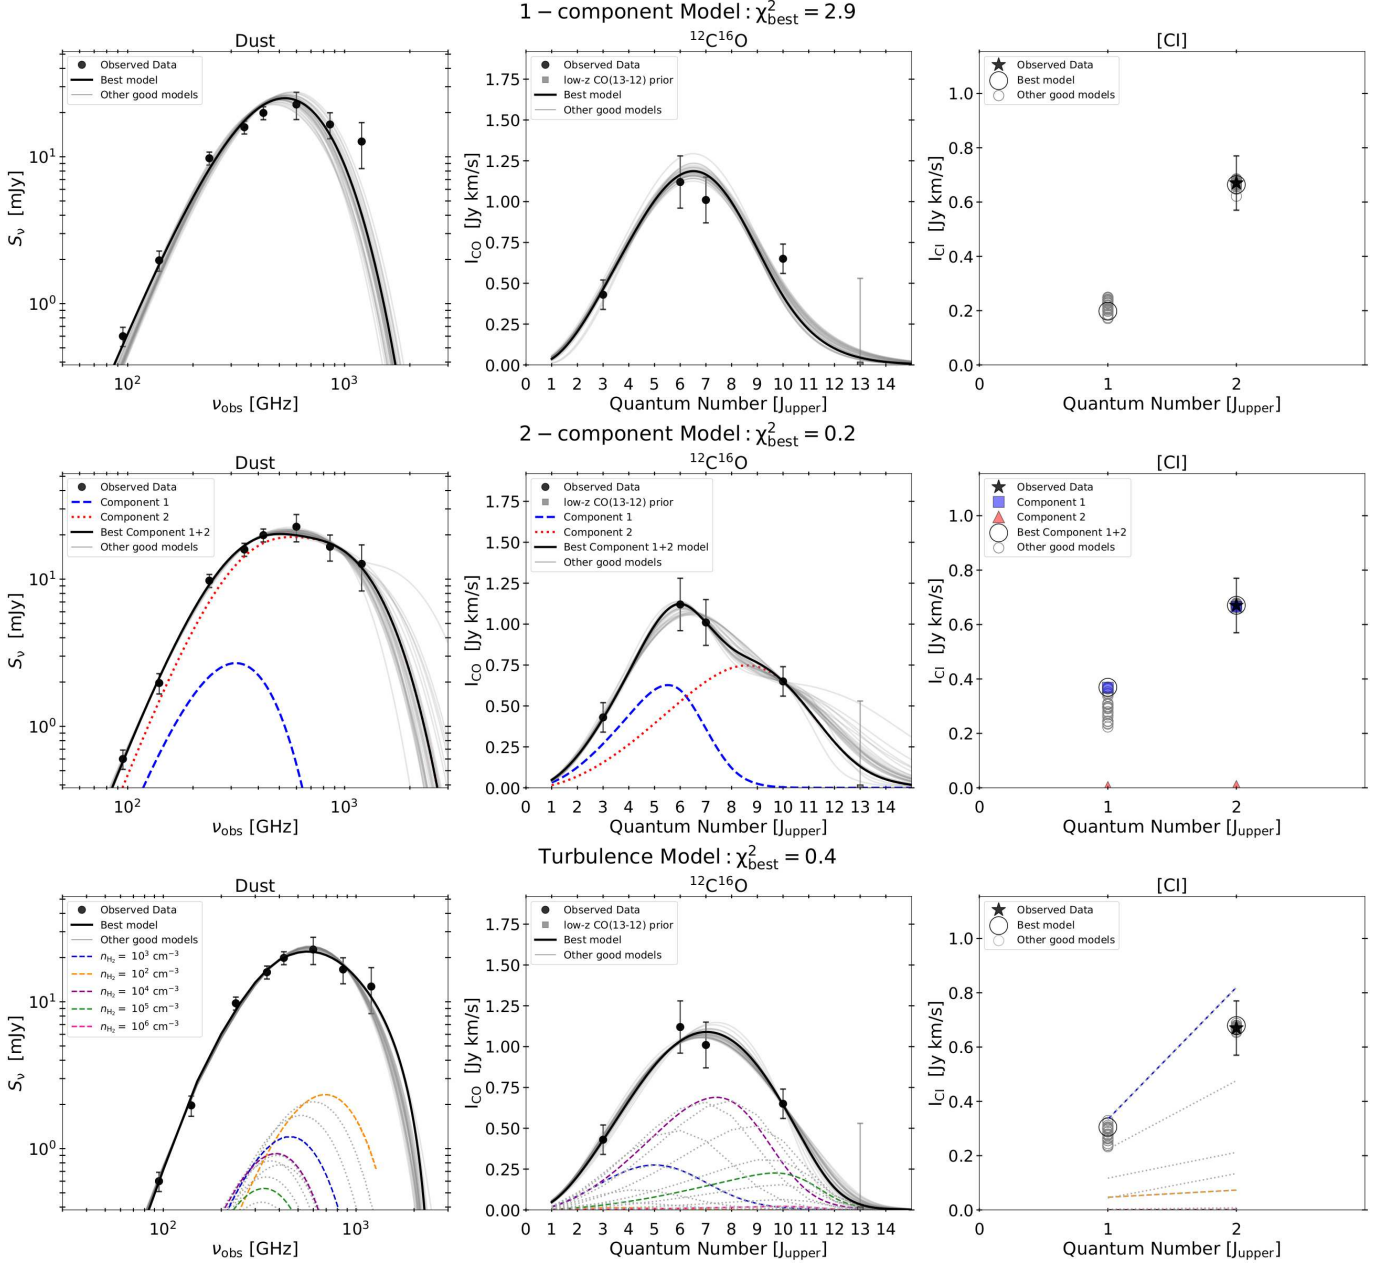 1 − component Model : χ²best = 2.9
Dust
Observed Data
Best model
Other good models
10¹
10⁰
Sν [mJy]
10² 10³
νobs [GHz]
¹²C¹⁶O
Observed Data
low-z CO(13-12) prior
Best model
Other good models
1.75
1.50
1.25
1.00
0.75
0.50
0.25
0.00
ICO [Jy km/s]
0 1 2 3 4 5 6 7 8 9 10 11 12 13 14
Quantum Number [Jupper]
[CI]
Observed Data
Best model
Other good models
1.0
0.8
0.6
0.4
0.2
0.0
ICI [Jy km/s]
0 1 2
Quantum Number [Jupper]
2 − component Model : χ²best = 0.2
Dust
Observed Data
Component 1
Component 2
Best Component 1+2
Other good models
10¹
10⁰
Sν [mJy]
10² 10³
νobs [GHz]
¹²C¹⁶O
Observed Data
low-z CO(13-12) prior
Component 1
Component 2
Best Component 1+2 model
Other good models
1.75
1.50
1.25
1.00
0.75
0.50
0.25
0.00
ICO [Jy km/s]
0 1 2 3 4 5 6 7 8 9 10 11 12 13 14
Quantum Number [Jupper]
[CI]
Observed Data
Component 1
Component 2
Best Component 1+2
Other good models
1.0
0.8
0.6
0.4
0.2
0.0
ICI [Jy km/s]
0 1 2
Quantum Number [Jupper]
Turbulence Model : χ²best = 0.4
Dust
Observed Data
Best model
Other good models
nH₂ = 10³ cm⁻³
nH₂ = 10² cm⁻³
nH₂ = 10⁴ cm⁻³
nH₂ = 10⁵ cm⁻³
nH₂ = 10⁶ cm⁻³
10¹
10⁰
Sν [mJy]
10² 10³
νobs [GHz]
¹²C¹⁶O
Observed Data
low-z CO(13-12) prior
Best model
Other good models
1.75
1.50
1.25
1.00
0.75
0.50
0.25
0.00
ICO [Jy km/s]
0 1 2 3 4 5 6 7 8 9 10 11 12 13 14
Quantum Number [Jupper]
[CI]
Observed Data
Best model
Other good models
1.0
0.8
0.6
0.4
0.2
0.0
ICI [Jy km/s]
0 1 2
Quantum Number [Jupper]